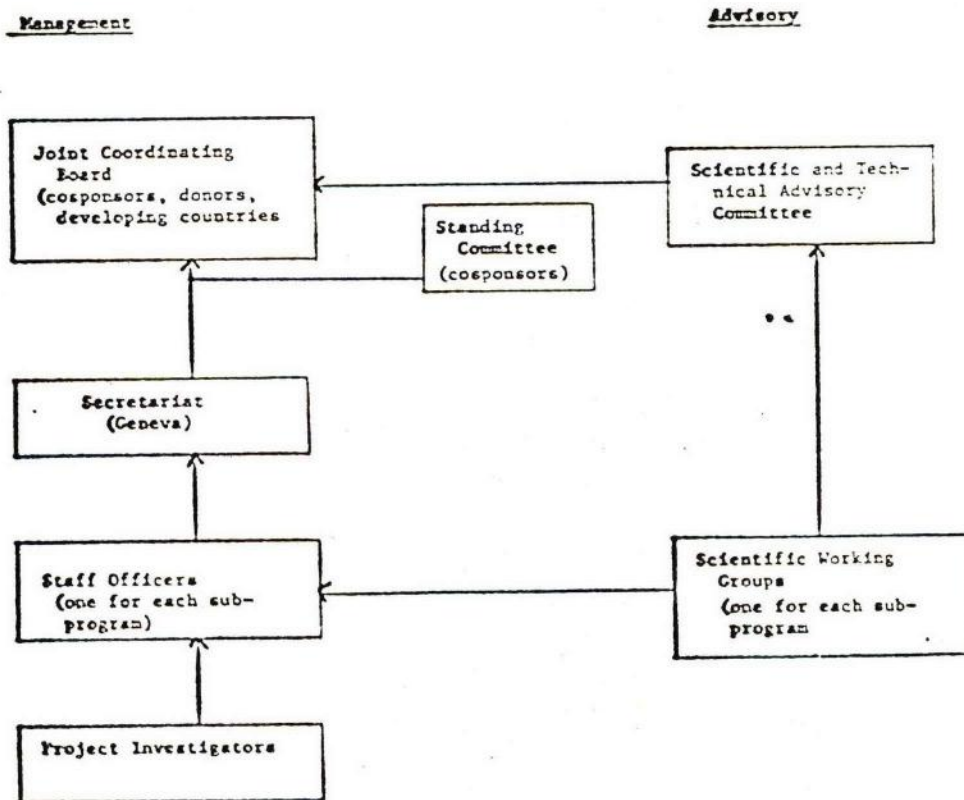 Management
Advisory
Joint Coordinating
Board
(cosponsors, donors,
developing countries
Scientific and Tech-
nical Advisory
Committee
Standing
Committee
(cosponsors)
Secretariat
(Geneva)
Staff Officers
(one for each sub-
program)
Scientific Working
Groups
(one for each sub-
program
Project Investigators